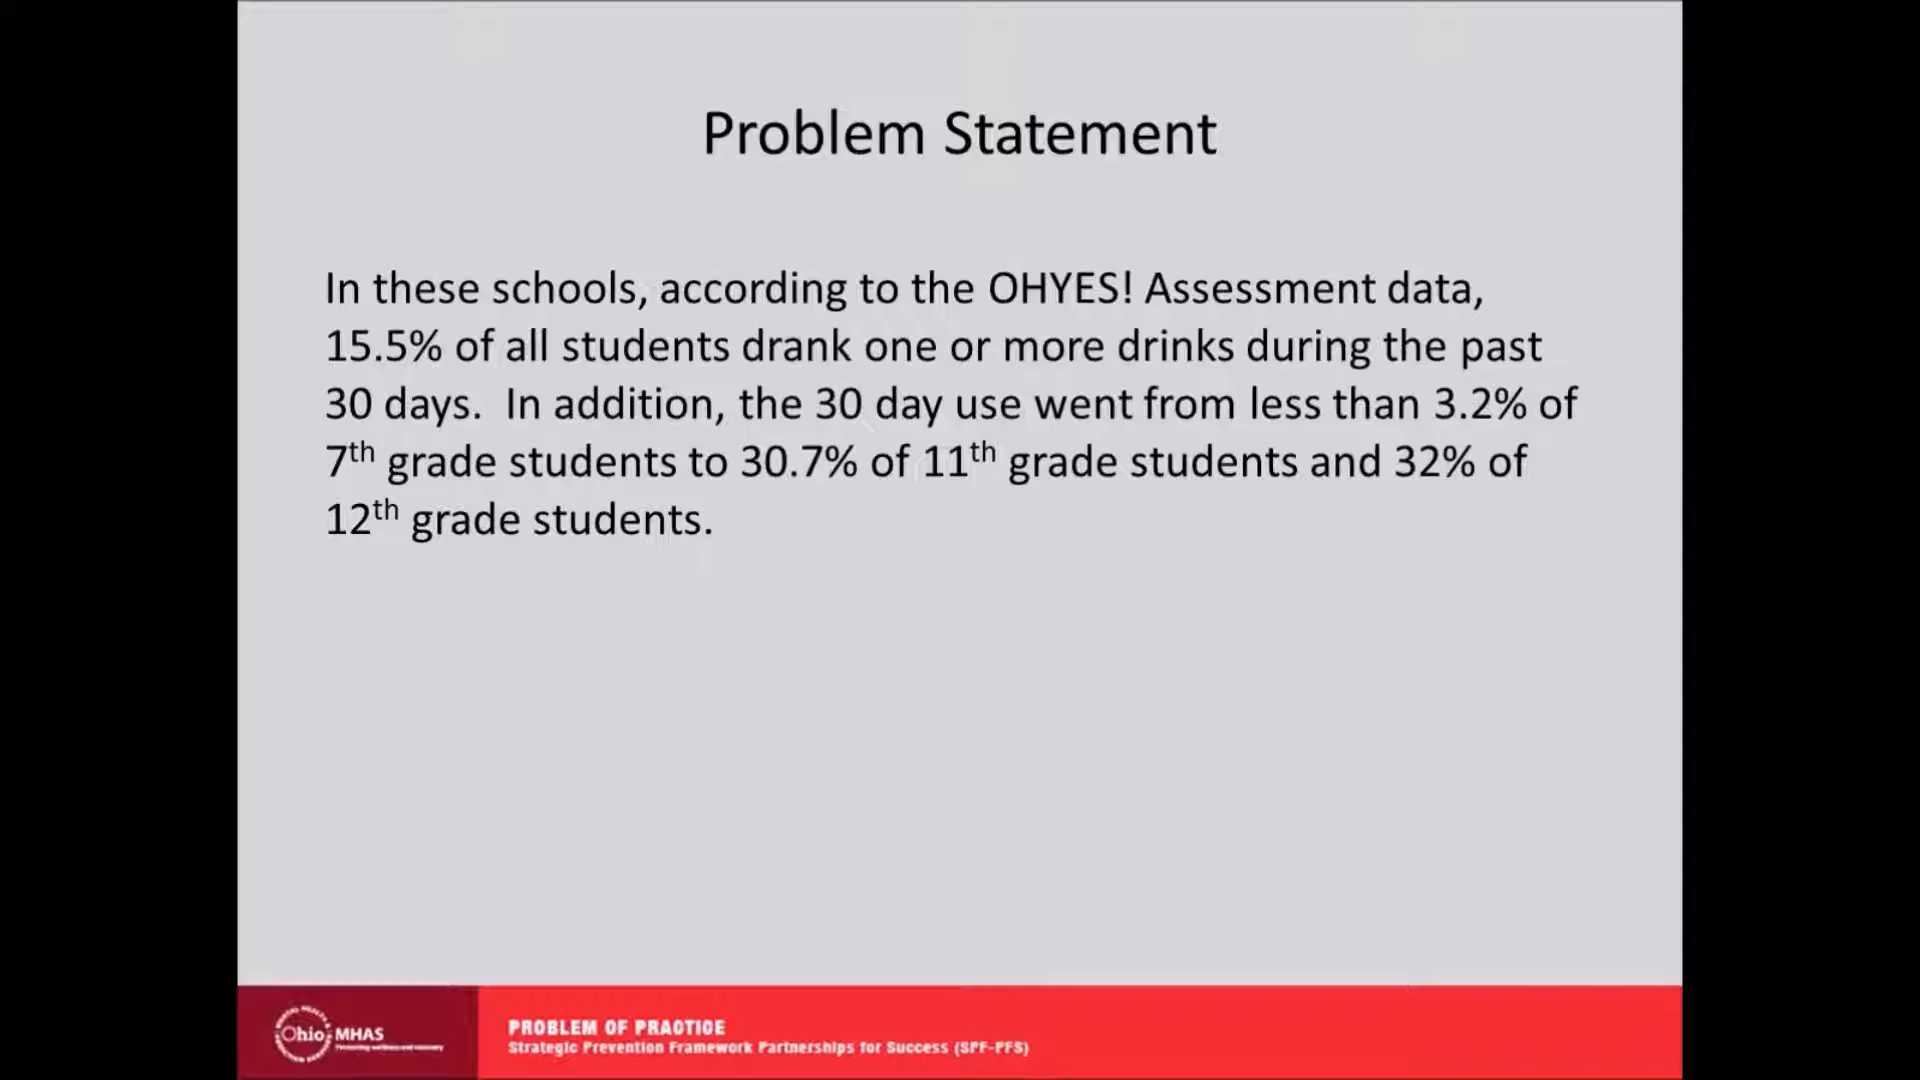 Problem Statement
In these schools, according to the OHYES! Assessment data,
15.5% of all students drank one or more drinks during the past
30 days.  In addition, the 30 day use went from less than 3.2% of
7th grade students to 30.7% of 11th grade students and 32% of
12th grade students.
Ohio MHAS
PROBLEM OF PRACTICE
Strategic Prevention Framework Partnerships for Success (SPF-PFS)